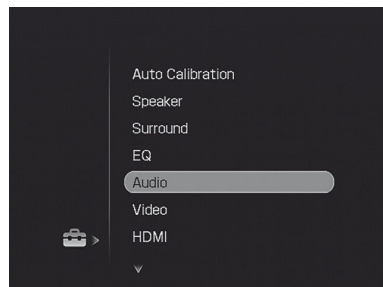 Auto Calibration
Speaker
Surround
EQ
Audio
Video
HDMI